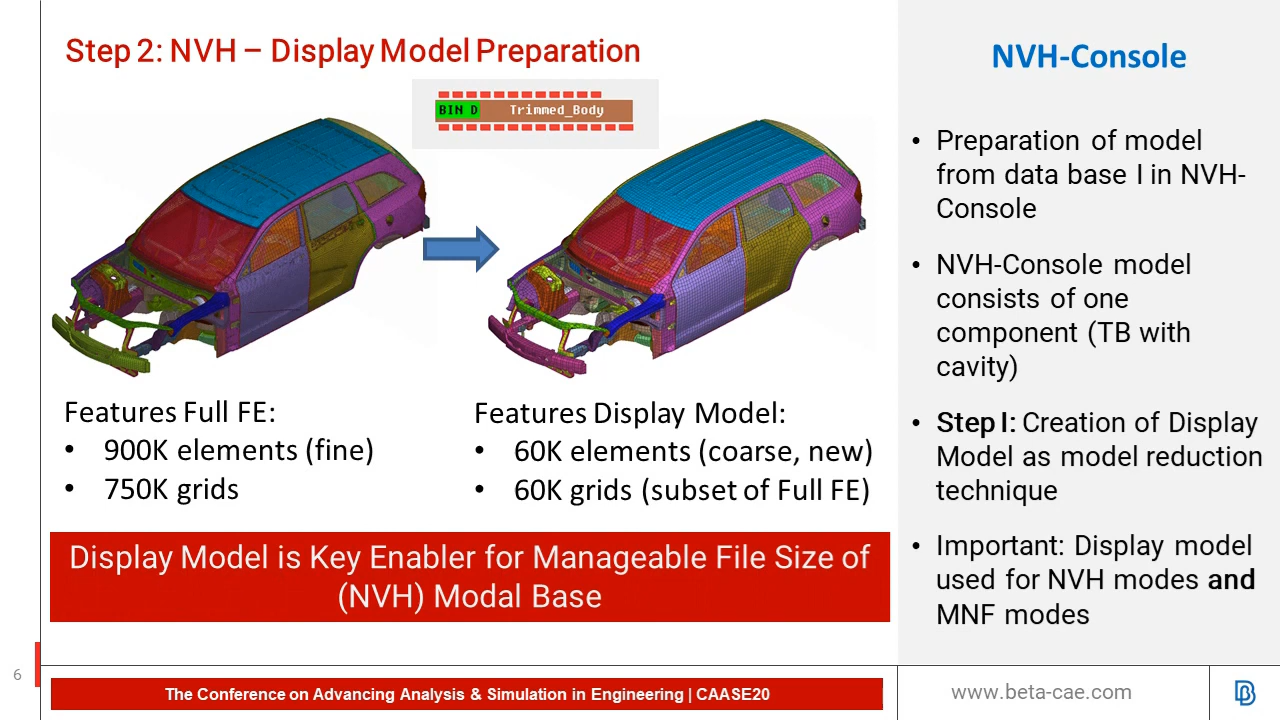 Step 2: NVH – Display Model Preparation
BIN D Trimmed_Body
Features Full FE:
• 900K elements (fine)
• 750K grids
Features Display Model:
• 60K elements (coarse, new)
• 60K grids (subset of Full FE)
Display Model is Key Enabler for Manageable File Size of
(NVH) Modal Base
NVH-Console
• Preparation of model
from data base I in NVH-
Console
• NVH-Console model
consists of one
component (TB with
cavity)
• Step I: Creation of Display
Model as model reduction
technique
• Important: Display model
used for NVH modes and
MNF modes
6
The Conference on Advancing Analysis & Simulation in Engineering | CAASE20
www.beta-cae.com